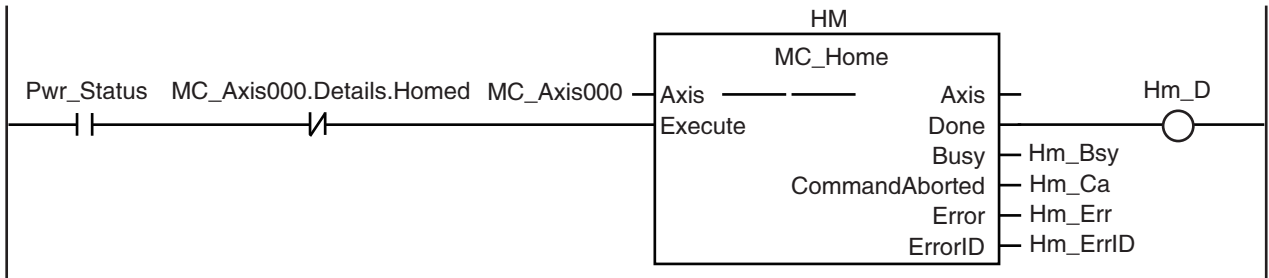 HM
MC_Home
Pwr_Status MC_Axis000.Details.Homed MC_Axis000 Axis Axis Hm_D
Execute Done
Busy Hm_Bsy
CommandAborted Hm_Ca
Error Hm_Err
ErrorID Hm_ErrID